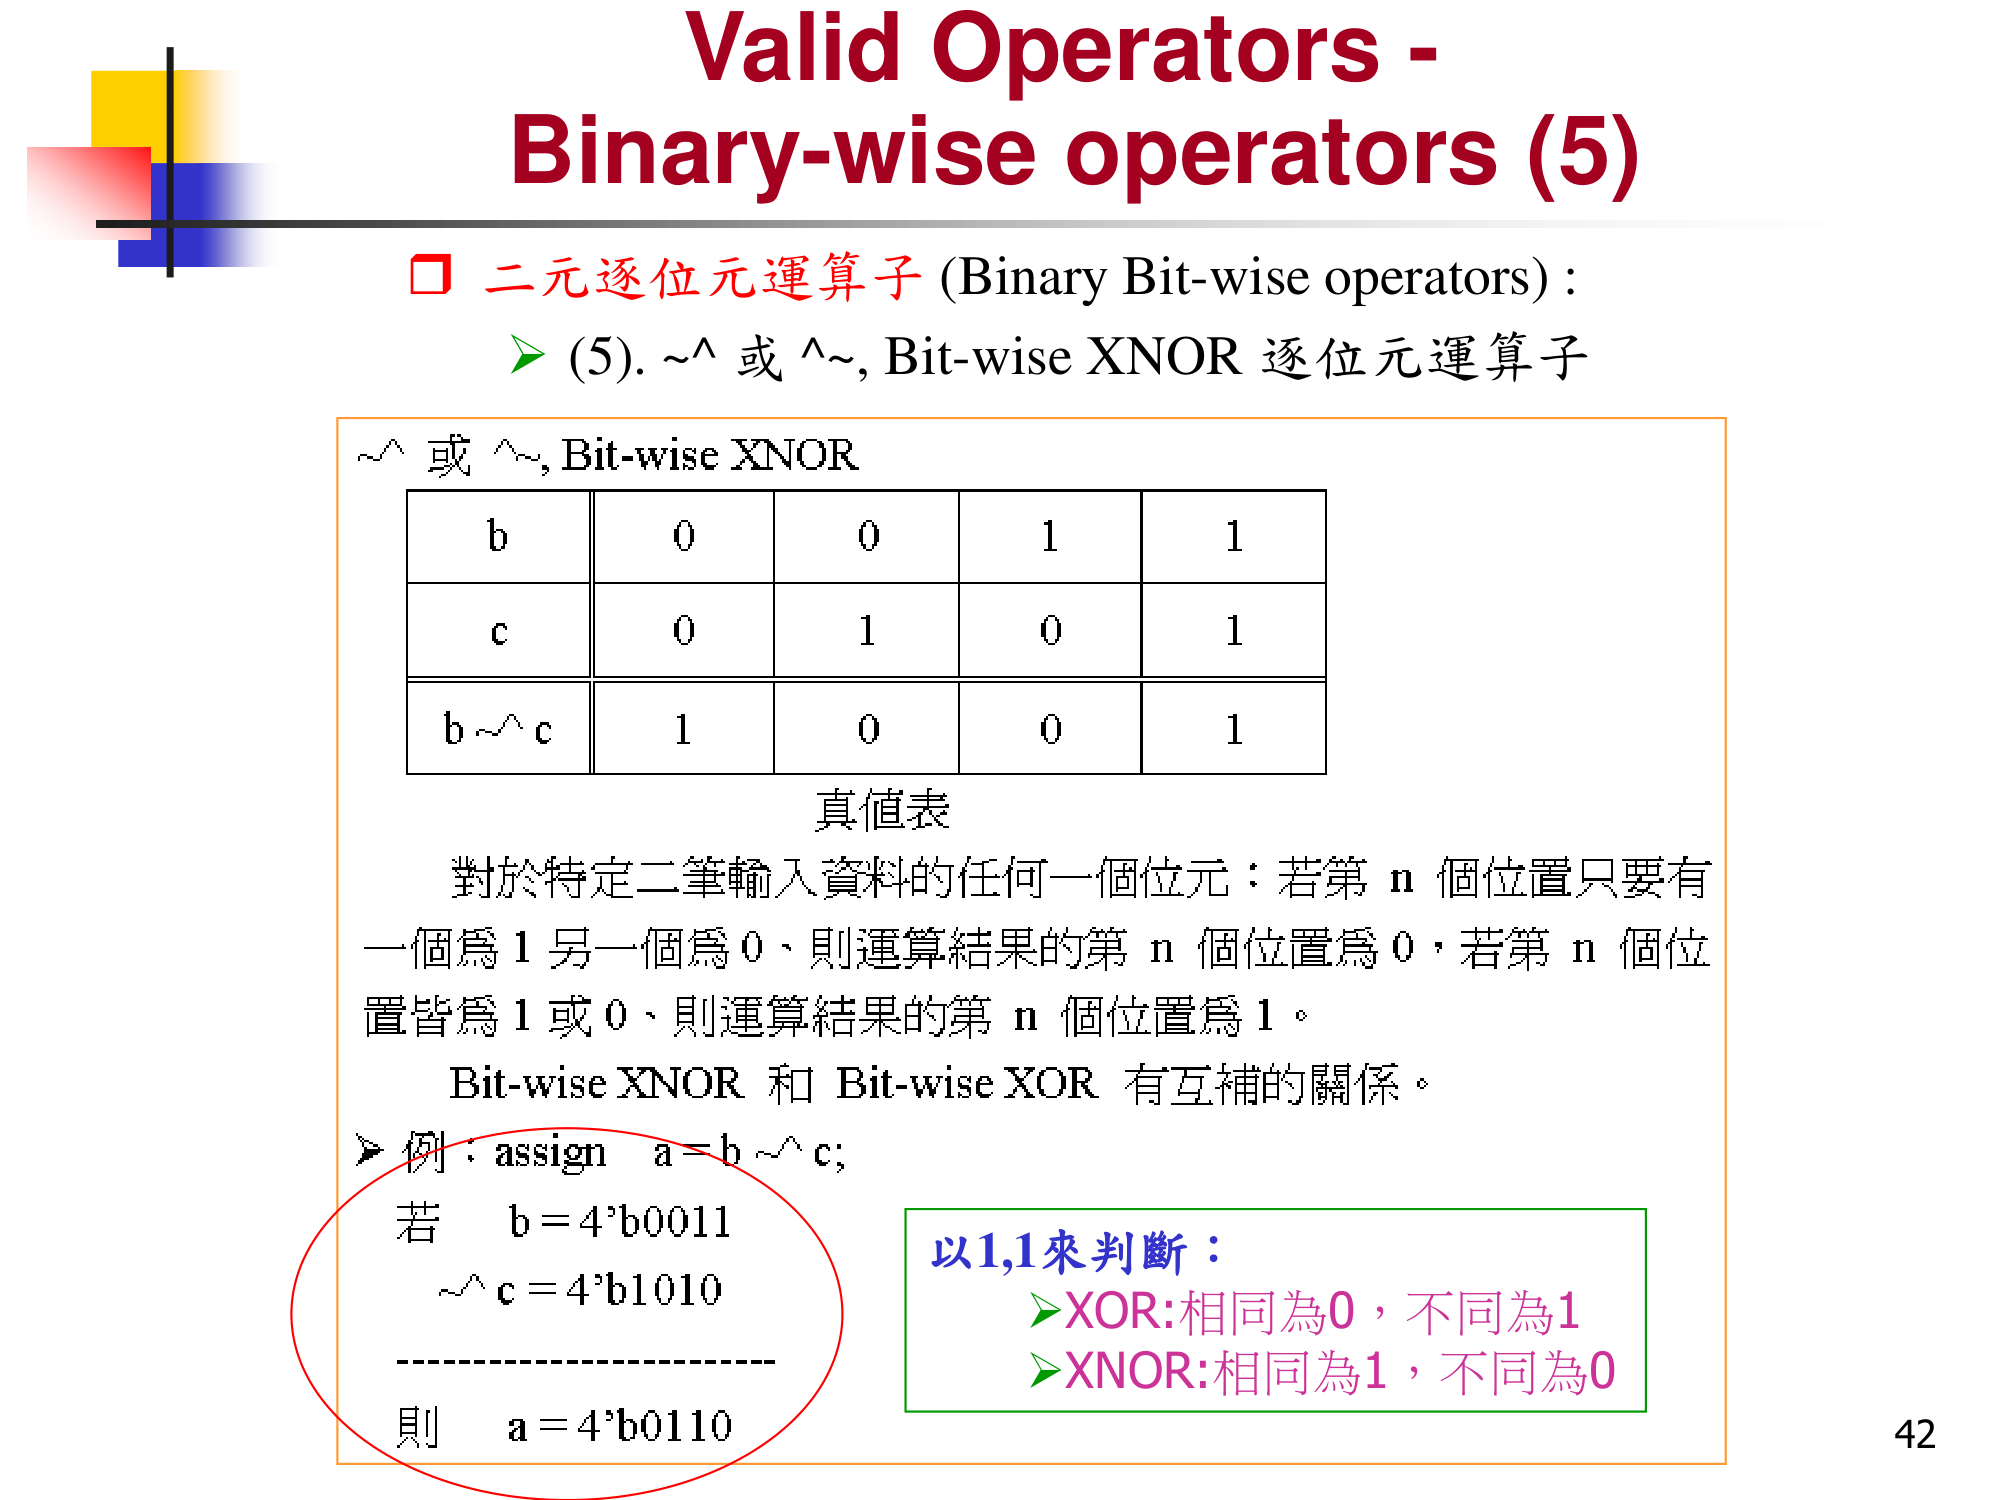 Valid Operators -
Binary-wise operators (5)
二元逐位元運算子 (Binary Bit-wise operators) :
(5). ~^ 或 ^~, Bit-wise XNOR 逐位元運算子
~^ 或 ^~, Bit-wise XNOR
b 0 0 1 1
c 0 1 0 1
b ~^ c 1 0 0 1
真值表
對於特定二筆輸入資料的任何一個位元：若第 n 個位置只要有
一個為 1 另一個為 0、則運算結果的第 n 個位置為 0，若第 n 個位
置皆為 1 或 0、則運算結果的第 n 個位置為 1。
Bit-wise XNOR 和 Bit-wise XOR 有互補的關係。
例：assign a = b ~^ c;
若 b = 4’b0011
~^ c = 4’b1010
-------------------------
則 a = 4’b0110
以1,1來判斷：
XOR:相同為0，不同為1
XNOR:相同為1，不同為0
42